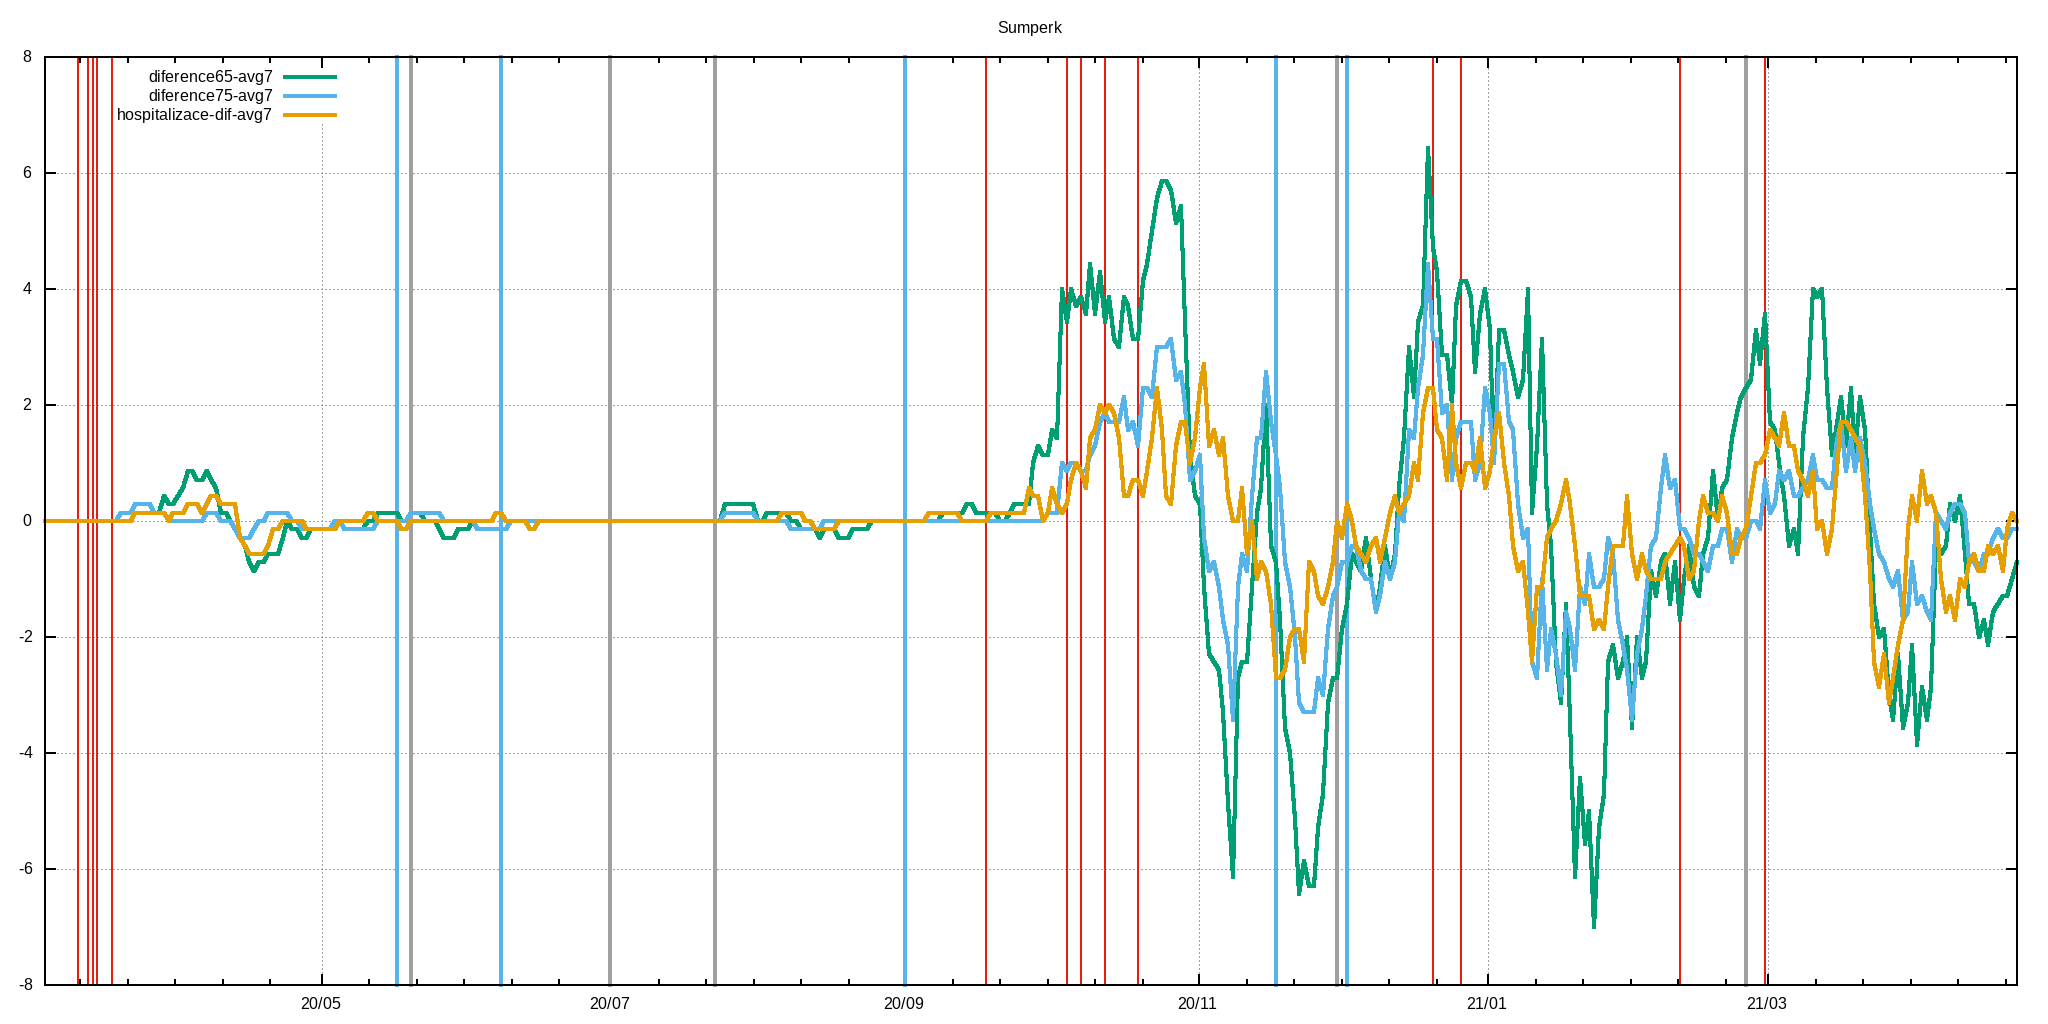 Sumperk
8
diference65-avg7
diference75-avg7
hospitalizace-dif-avg7
6
4
2
0
-2
-4
-6
-8
20/05 20/07 20/09 20/11 21/01 21/03